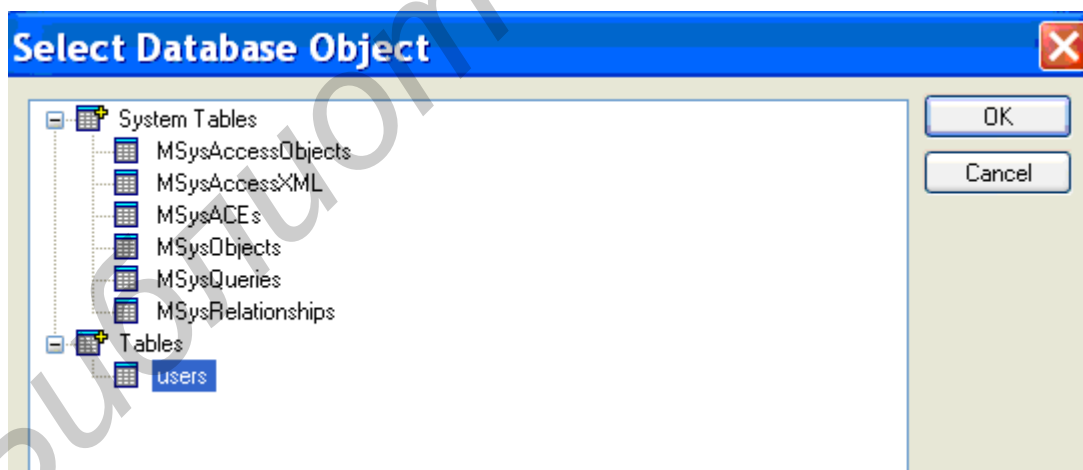 Select Database Object
System Tables
OK
MSysAccessObjects
MSysAccessXML
Cancel
MSysACEs
MSysObjects
MSysQueries
MSysRelationships
Tables
users